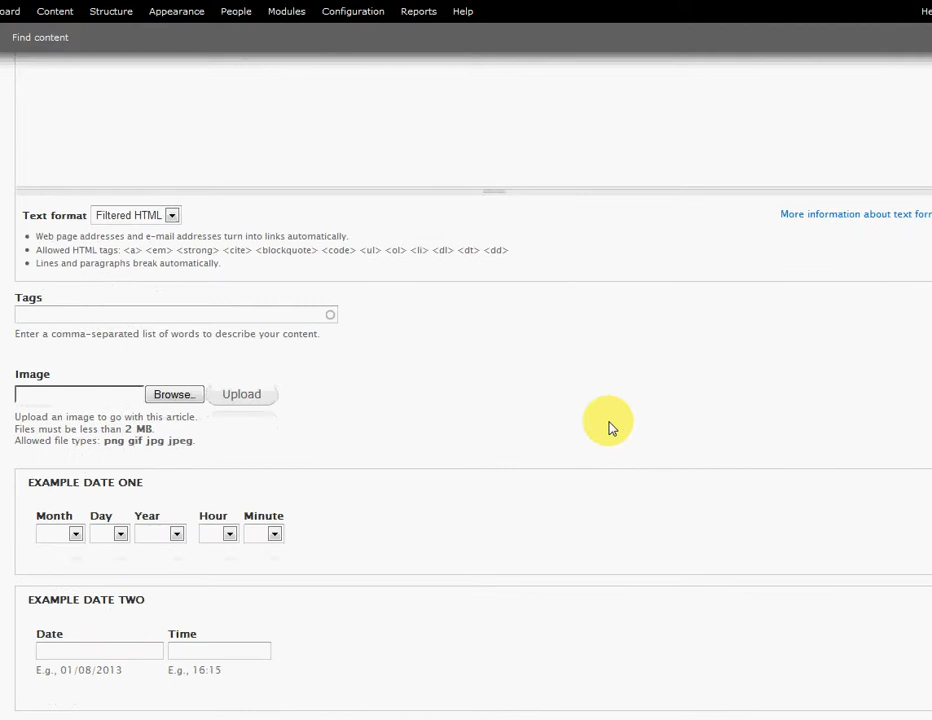 oard Content Structure Appearance People Modules Configuration Reports Help He
Find content
Text format Filtered HTML More information about text forr
Web page addresses and e-mail addresses turn into links automatically.
Allowed HTML tags: <a> <em> <strong> <cite> <blockquote> <code> <ul> <ol> <li> <dl> <dt> <dd>
Lines and paragraphs break automatically.
Tags
Enter a comma-separated list of words to describe your content.
Image
Browse.. Upload
Upload an image to go with this article.
Files must be less than 2 MB.
Allowed file types: png gif jpg jpeg.
EXAMPLE DATE ONE
Month Day Year Hour Minute
EXAMPLE DATE TWO
Date Time
E.g., 01/08/2013 E.g., 16:15